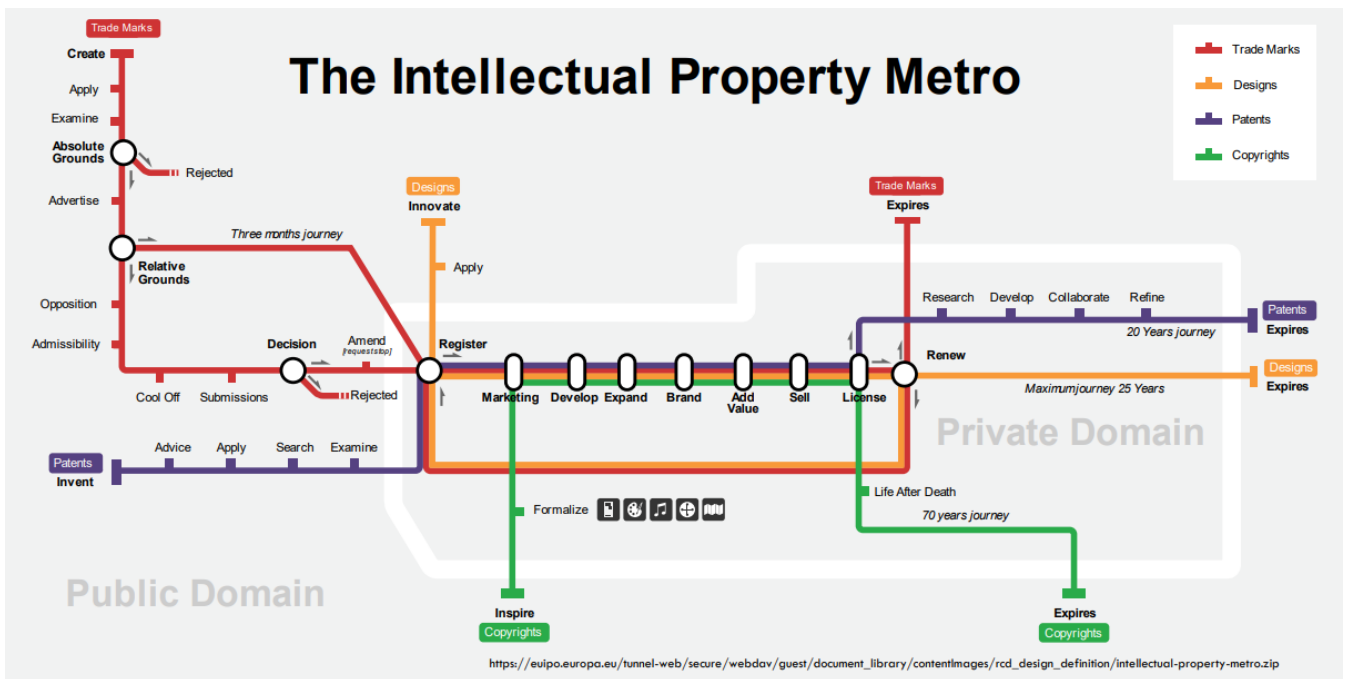 The Intellectual Property Metro
Trade Marks
Create
Apply
Examine
Absolute
Grounds
Rejected
Advertise
Three months journey
Relative
Grounds
Opposition
Admissibility
Cool Off
Submissions
Decision
Rejected
Amend
[request stop]
Patents
Invent
Advice
Apply
Search
Examine
Designs
Innovate
Apply
Register
Marketing
Develop
Expand
Brand
Add
Value
Sell
License
Renew
Trade Marks
Expires
Research
Develop
Collaborate
Refine
20 Years journey
Patents
Expires
Maximum journey 25 Years
Designs
Expires
Private Domain
Life After Death
70 years journey
Formalize
Inspire
Copyrights
Expires
Copyrights
Public Domain
Trade Marks
Designs
Patents
Copyrights
https://euipo.europa.eu/tunnel-web/secure/webdav/guest/document_library/contentImages/rcd_design_definition/intellectual-property-metro.zip